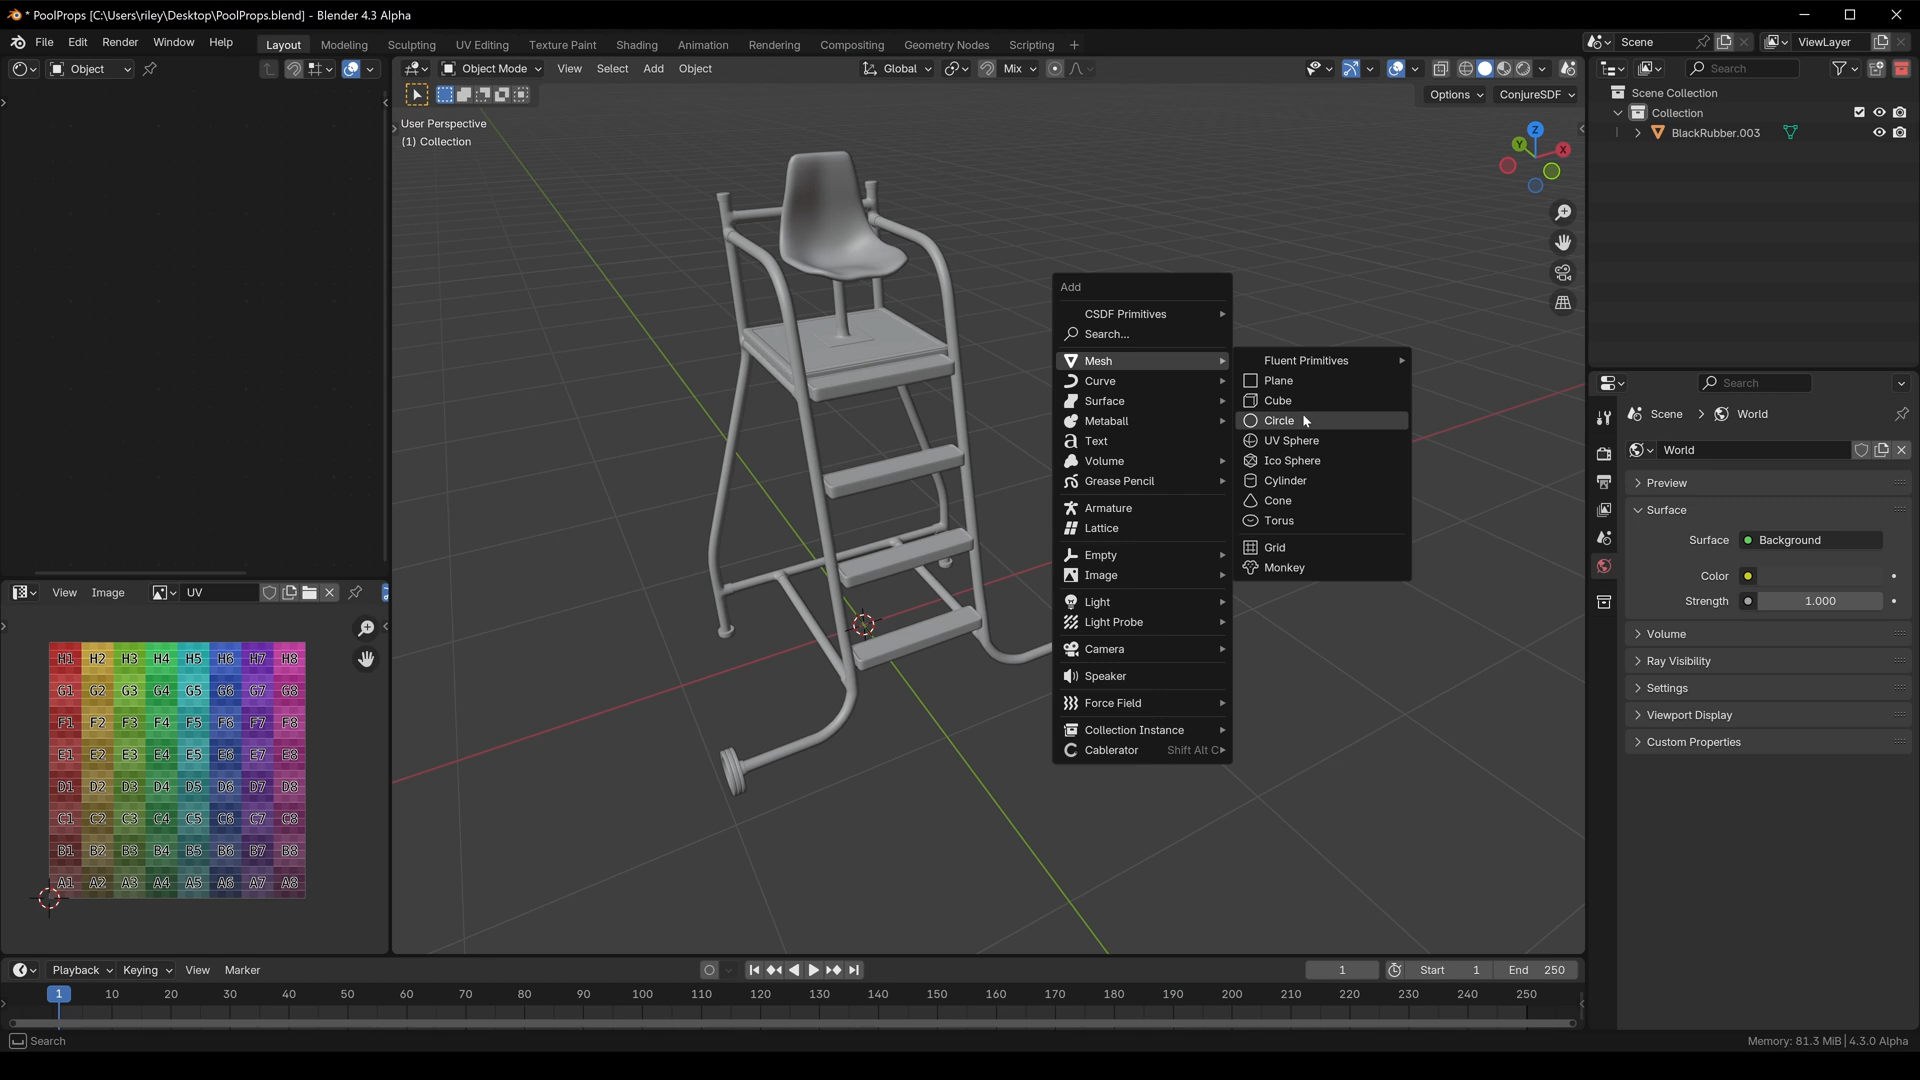 * PoolProps [C:\Users\riley\Desktop\PoolProps.blend] - Blender 4.3 Alpha
File Edit Render Window Help Layout Modeling Sculpting UV Editing Texture Paint Shading Animation Rendering Compositing Geometry Nodes Scripting + Scene ViewLayer
Object
Object Mode View Select Add Object Global Mix
Options ConjureSDF
User Perspective
(1) Collection
Z
Y
X
Add
CSDF Primitives
Search...
Mesh
Curve
Surface
Metaball
Text
Volume
Grease Pencil
Armature
Lattice
Empty
Image
Light
Light Probe
Camera
Speaker
Force Field
Collection Instance
Cablerator Shift Alt C
Fluent Primitives
Plane
Cube
Circle
UV Sphere
Ico Sphere
Cylinder
Cone
Torus
Grid
Monkey
Search
Scene Collection
Collection
BlackRubber.003
Search
Scene World
World
Preview
Surface
Surface Background
Color
Strength 1.000
Volume
Ray Visibility
Settings
Viewport Display
Custom Properties
View Image UV
H1 H2 H3 H4 H5 H6 H7 H8
G1 G2 G3 G4 G5 G6 G7 G8
F1 F2 F3 F4 F5 F6 F7 F8
E1 E2 E3 E4 E5 E6 E7 E8
D1 D2 D3 D4 D5 D6 D7 D8
C1 C2 C3 C4 C5 C6 C7 C8
B1 B2 B3 B4 B5 B6 B7 B8
A1 A2 A3 A4 A5 A6 A7 A8
Playback Keying View Marker 1 Start 1 End 250
1 10 20 30 40 50 60 70 80 90 100 110 120 130 140 150 160 170 180 190 200 210 220 230 240 250
Search
Memory: 81.3 MiB | 4.3.0 Alpha